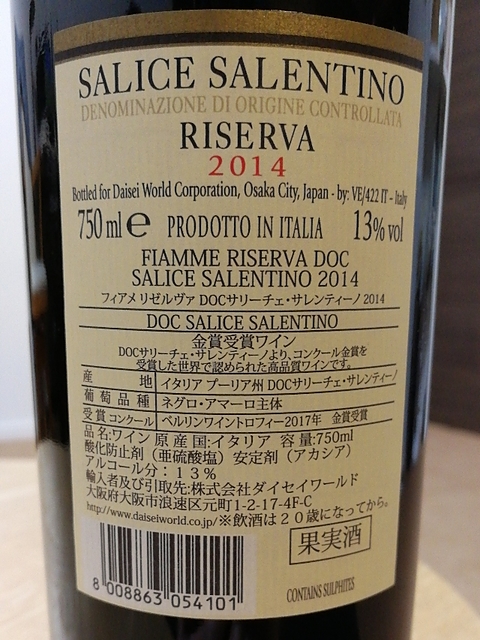 SALICE SALENTINO
DENOMINAZIONE DI ORIGINE CONTROLLATA
RISERVA
2014
Bottled for Daisei World Corporation, Osaka City, Japan - by: VE/422 IT - Italy
750 ml e PRODOTTO IN ITALIA 13% vol
FIAMME RISERVA DOC
SALICE SALENTINO 2014
フィアメ リゼルヴァ DOCサリーチェ・サレンティーノ 2014
DOC SALICE SALENTINO
金賞受賞ワイン
DOCサリーチェ・サレンティーノより、コンクール金賞を
受賞した世界で認められた高品質ワインです。
産地 イタリア プーリア州 DOCサリーチェ・サレンティーノ
葡萄品種 ネグロ・アマーロ主体
受賞コンクール ベルリンワイントロフィー2017年 金賞受賞
品名:ワイン 原産国:イタリア 容量:750ml
酸化防止剤（亜硫酸塩）安定剤（アカシア）
アルコール分：１３％
輸入者及び引取先:株式会社ダイセイワールド
大阪府大阪市浪速区元町1-2-17-4F-C
http://www.daiseiworld.co.jp/ ※飲酒は２０歳になってから。
果実酒
8 008863 054101
CONTAINS SULPHITES